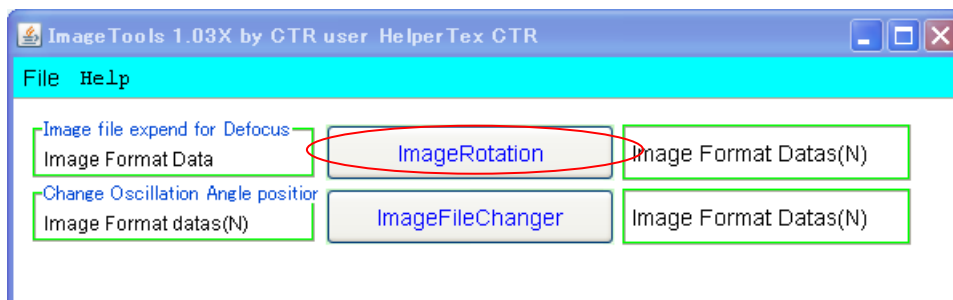 ImageTools 1.03X by CTR user HelperTex CTR
File Help
Image file expend for Defocus
Image Format Data
ImageRotation
Image Format Datas(N)
Change Oscillation Angle position
Image Format datas(N)
ImageFileChanger
Image Format Datas(N)